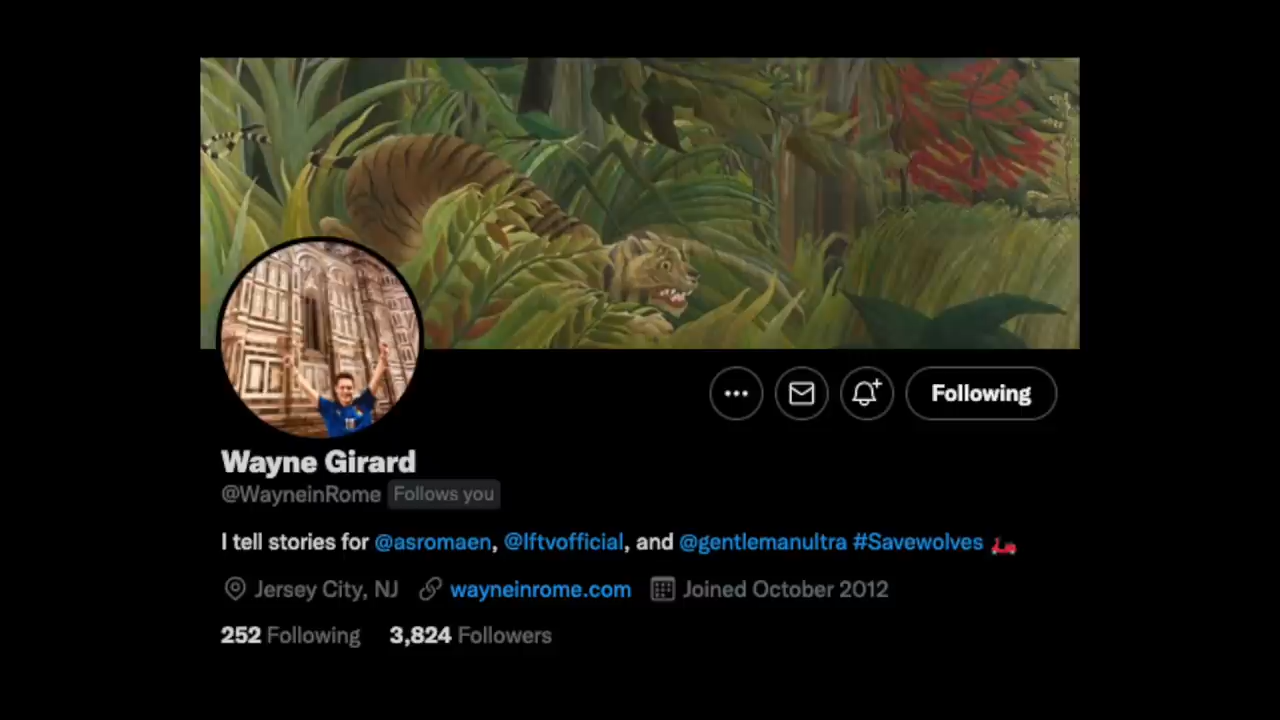 Following
Wayne Girard
@WayneinRome Follows you
I tell stories for @asromaen, @lftvofficial, and @gentlemanultra #Savewolves 🛵
Jersey City, NJ wayneinrome.com Joined October 2012
252 Following 3,824 Followers